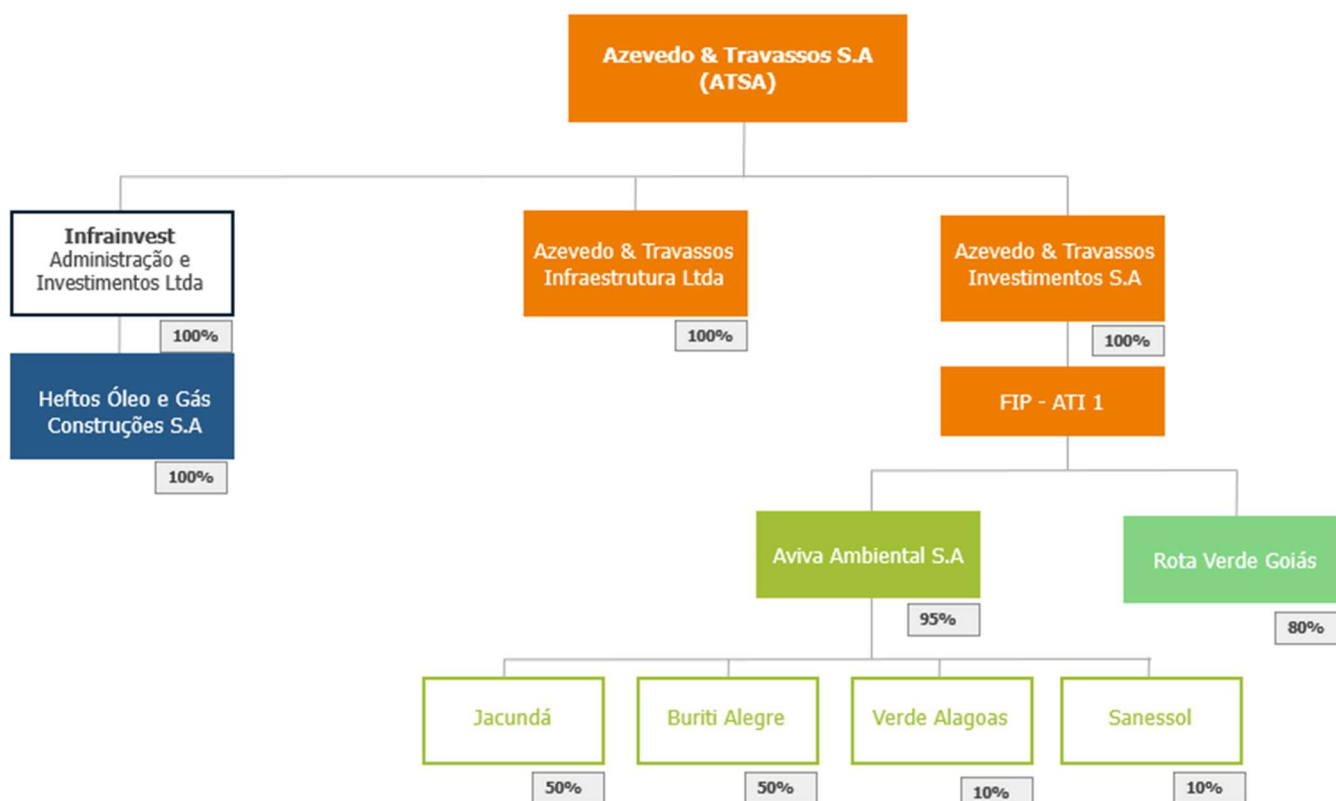 Azevedo & Travassos S.A
(ATSA)
Infrainvest
Administração e
Investimentos Ltda
100%
Azevedo & Travassos
Infraestrutura Ltda
100%
Azevedo & Travassos
Investimentos S.A
100%
Heftos Óleo e Gás
Construções S.A
100%
FIP - ATI 1
Aviva Ambiental S.A
95%
Rota Verde Goiás
80%
Jacundá
50%
Buriti Alegre
50%
Verde Alagoas
10%
Sanessol
10%